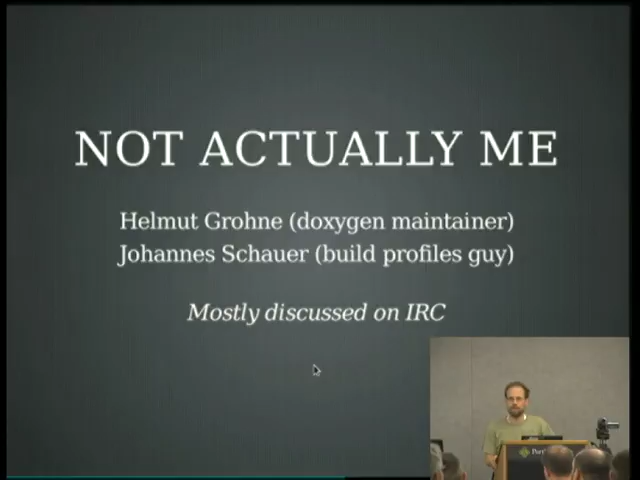 NOT ACTUALLY ME
Helmut Grohne (doxygen maintainer)
Johannes Schauer (build profiles guy)
Mostly discussed on IRC